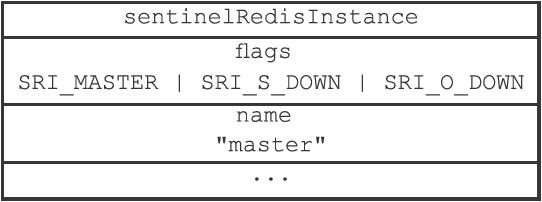 sentinelRedisInstance
flags
SRI_MASTER | SRI_S_DOWN | SRI_O_DOWN
name
"master"
...